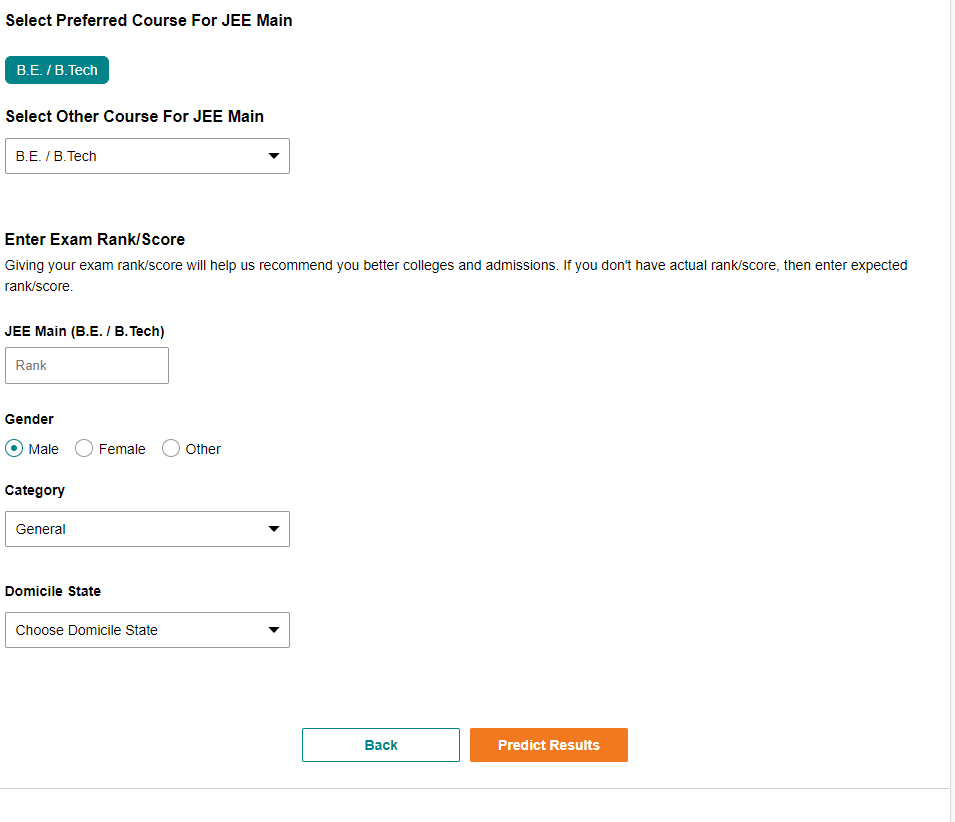 Select Preferred Course For JEE Main
B.E. / B.Tech
Select Other Course For JEE Main
B.E. / B.Tech
Enter Exam Rank/Score
Giving your exam rank/score will help us recommend you better colleges and admissions. If you don't have actual rank/score, then enter expected
rank/score.
JEE Main (B.E. / B.Tech)
Rank
Gender
Male Female Other
Category
General
Domicile State
Choose Domicile State
Back Predict Results